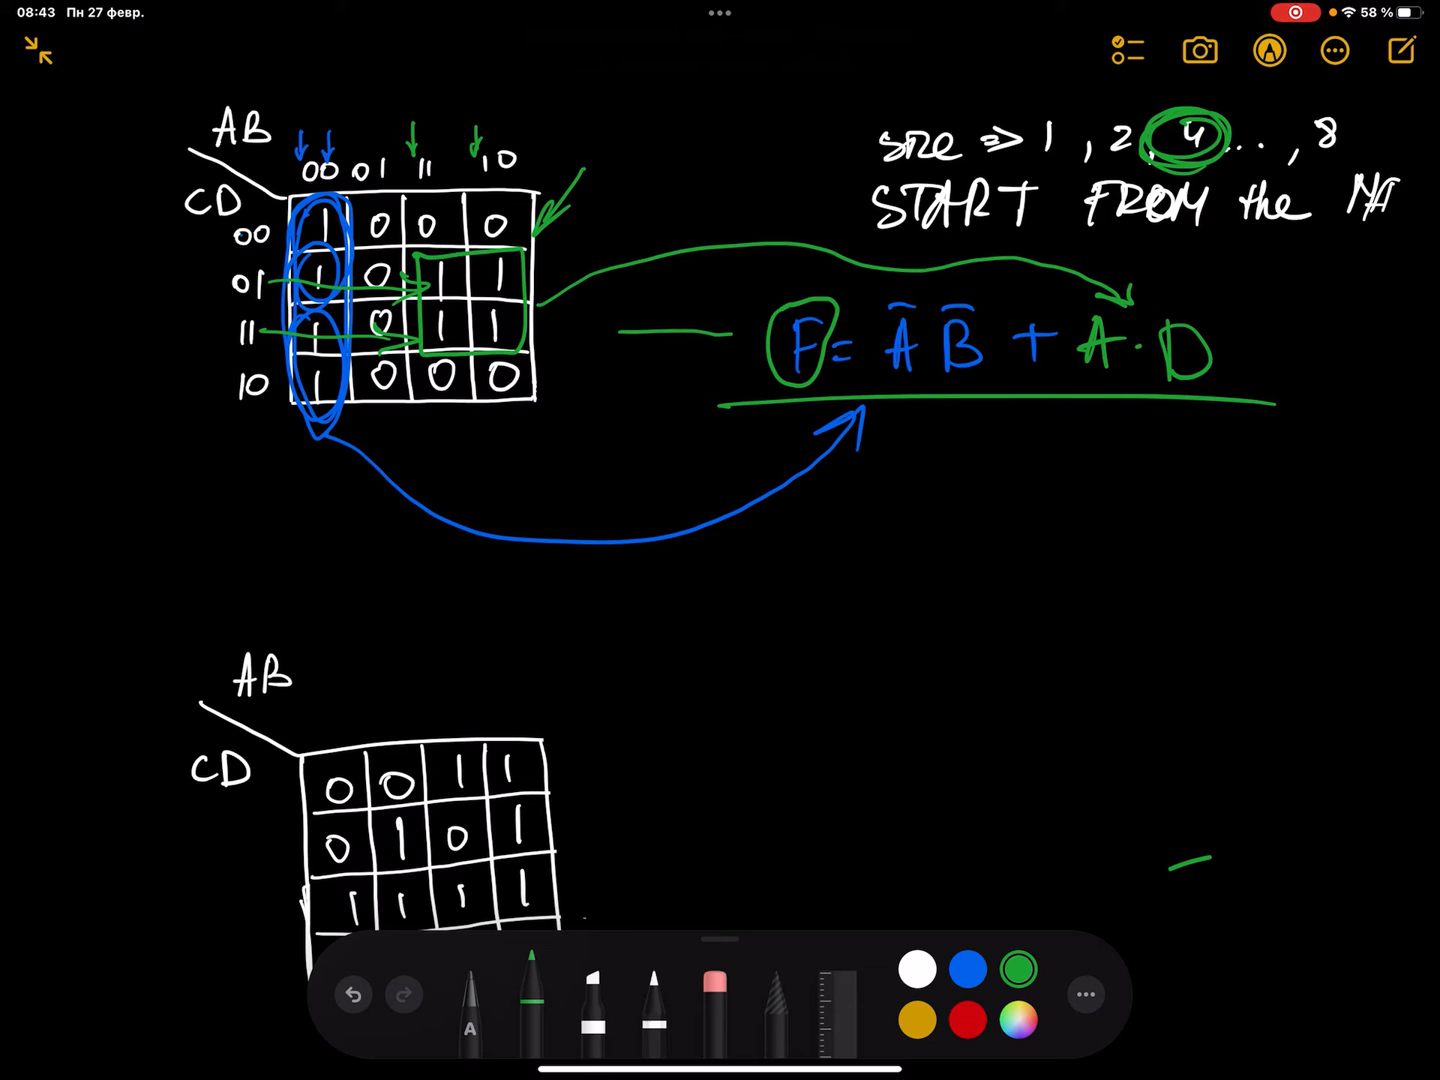 08:43 Пн 27 февр.
58 %
AB
00 01 11 10
CD
00 1 0 0 0
01 1 0 1 1
11 1 0 1 1
10 1 0 0 0
size => 1, 2, 4, .., 8
START FROM the
F = A̅ B̅ + A · D
AB
CD
0 0 1 1
0 1 0 1
1 1 1 1
A